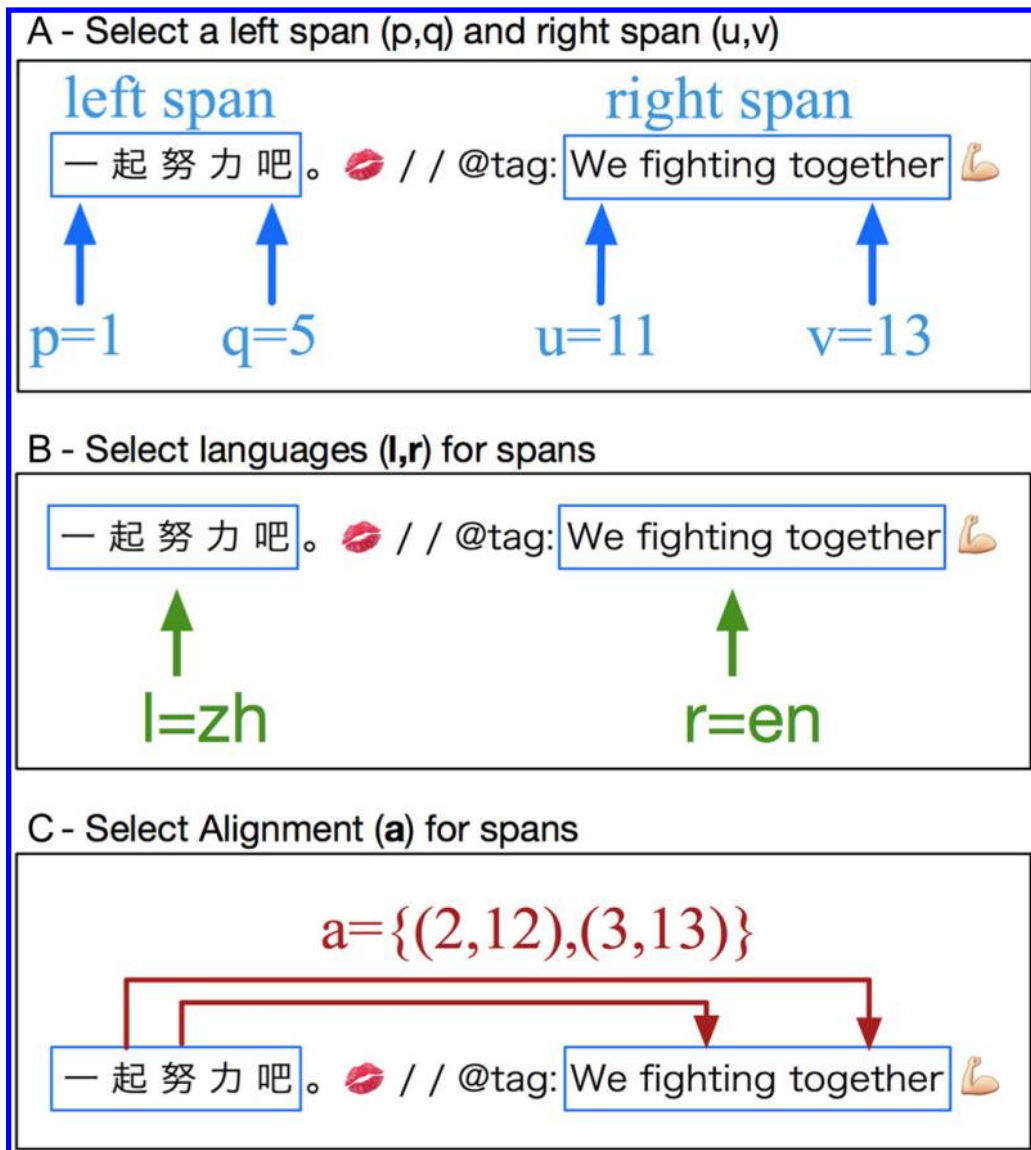 A - Select a left span (p,q) and right span (u,v)
left span right span
一 起 努 力 吧 。 💋 / / @tag: We fighting together 💪
p=1 q=5 u=11 v=13
B - Select languages (l,r) for spans
一 起 努 力 吧 。 💋 / / @tag: We fighting together 💪
l=zh r=en
C - Select Alignment (a) for spans
a={(2,12),(3,13)}
一 起 努 力 吧 。 💋 / / @tag: We fighting together 💪